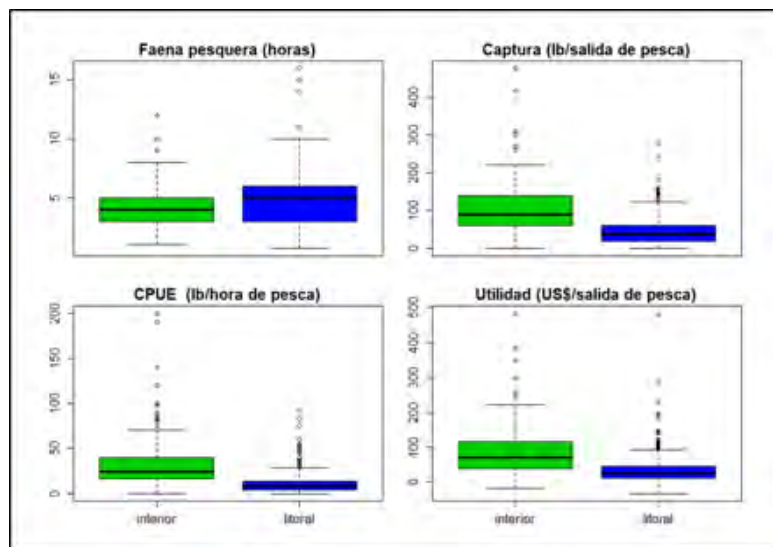 Faena pesquera (horas)
15
10
5
Captura (lb/salida de pesca)
400
300
200
100
0
CPUE (lb/hora de pesca)
200
150
100
50
0
interior
litoral
Utilidad (US$/salida de pesca)
500
400
300
200
100
0
interior
litoral